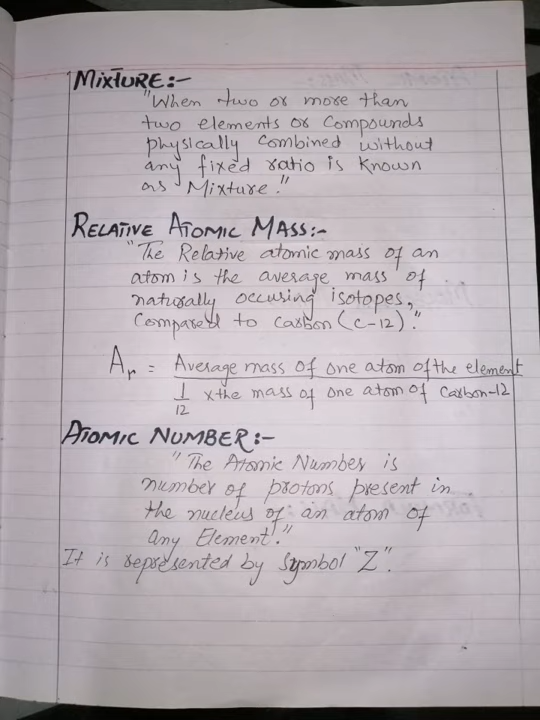 MIXTURE:-
"When two or more than
two elements or compounds
physically combined without
any fixed ratio is known
as Mixture."
RELATIVE ATOMIC MASS:-
"The Relative atomic mass of an
atom is the average mass of
naturally occuring isotopes,
Compared to carbon (C-12)."
Ar = Average mass of one atom of the element
1/12 x the mass of one atom of carbon-12
ATOMIC NUMBER:-
"The Atomic Number is
number of protons present in
the nucleus of an atom of
any Element."
It is represented by symbol "Z".